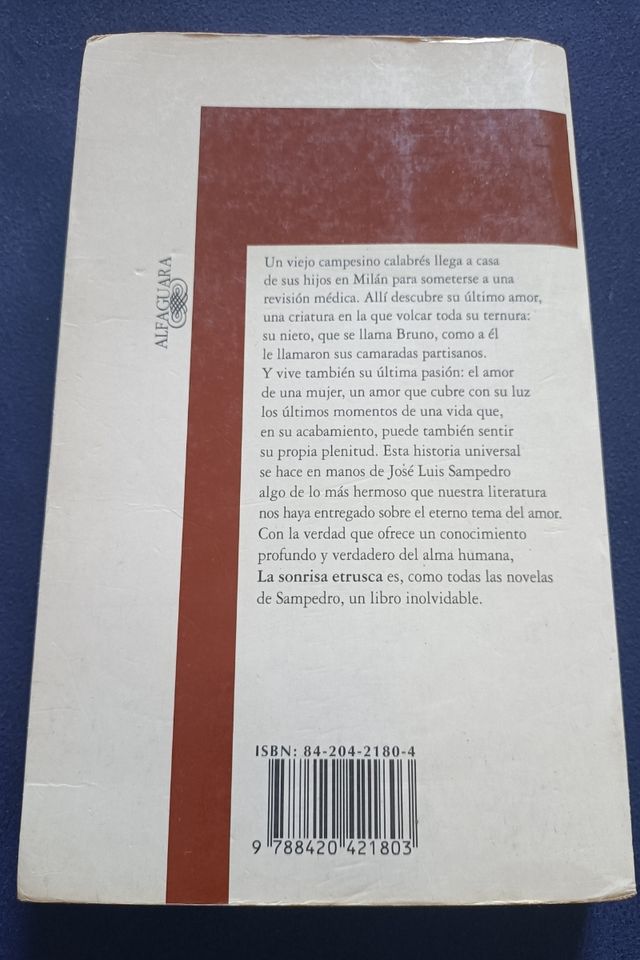 ALFAGUARA
Un viejo campesino calabrés llega a casa
de sus hijos en Milán para someterse a una
revisión médica. Allí descubre su último amor,
una criatura en la que volcar toda su ternura:
su nieto, que se llama Bruno, como a él
le llamaron sus camaradas partisanos.
Y vive también su última pasión: el amor
de una mujer, un amor que cubre con su luz
los últimos momentos de una vida que,
en su acabamiento, puede también sentir
su propia plenitud. Esta historia universal
se hace en manos de José Luis Sampedro
algo de lo más hermoso que nuestra literatura
nos haya entregado sobre el eterno tema del amor.
Con la verdad que ofrece un conocimiento
profundo y verdadero del alma humana,
La sonrisa etrusca es, como todas las novelas
de Sampedro, un libro inolvidable.
ISBN: 84-204-2180-4
9 788420 421803